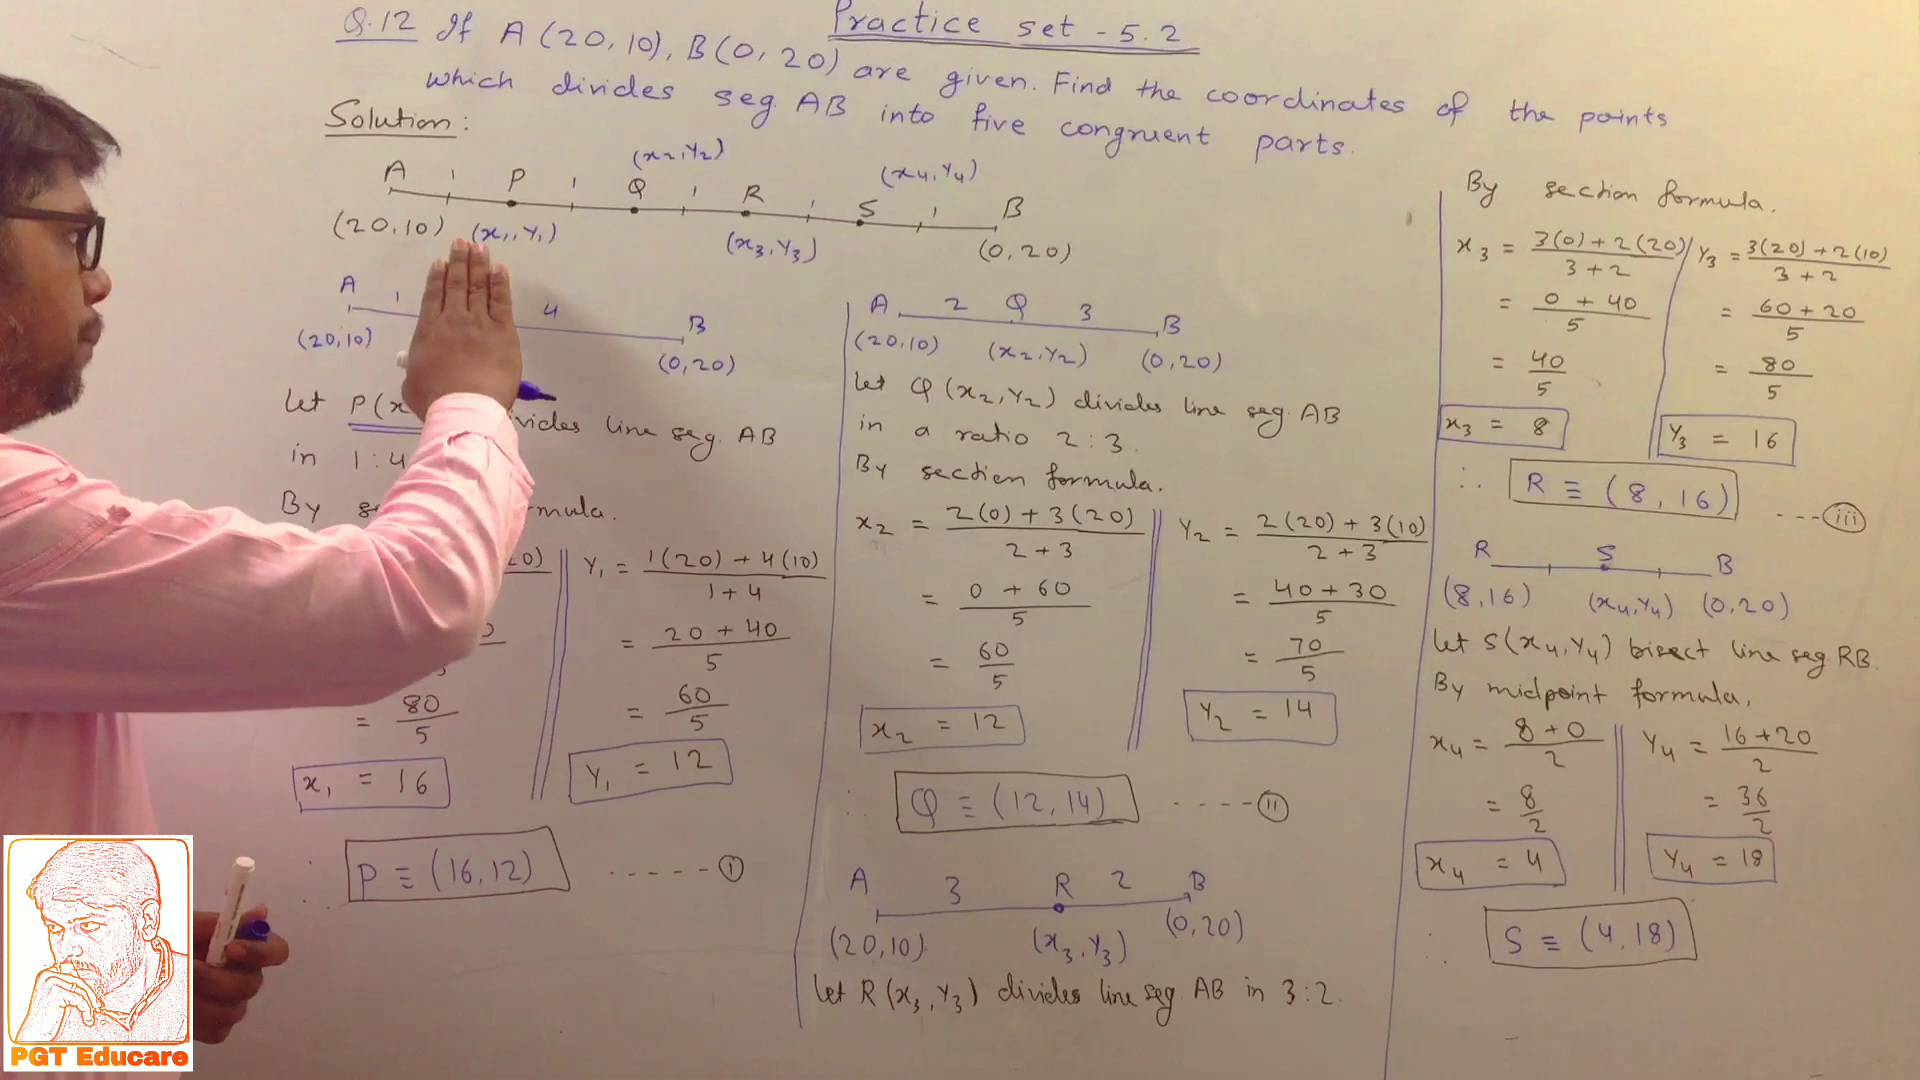 Practice set - 5.2
Q.12 If A (20, 10), B (0, 20) are given. Find the coordinates of the points
which divides seg. AB into five congruent parts.
Solution:
(x2, Y2)
(x4, Y4)
A 1 P 1 Q 1 R 1 S 1 B
(20, 10) (x1, Y1) (x3, Y3) (0, 20)
A 1 4 B
(20, 10) (0, 20)
Let P(x
line seg. AB
in 1 : 4
By
1(20) + 4(10)
Y1 = 1 + 4
= 20 + 40
5
= 80
5
= 60
5
x1 = 16
Y1 = 12
P ≡ (16, 12) ----- (i)
A 2 Q 3 B
(20, 10) (x2, Y2) (0, 20)
Let Q (x2, Y2) divides line seg. AB
in a ratio 2 : 3.
By section formula.
x2 = 2(0) + 3(20)
2 + 3
Y2 = 2(20) + 3(10)
2 + 3
= 0 + 60
5
= 40 + 30
5
= 60
5
= 70
5
x2 = 12
Y2 = 14
∴ Q ≡ (12, 14) ---- (ii)
A 3 R 2 B
(20, 10) (x3, Y3) (0, 20)
Let R (x3, Y3) divides line seg. AB in 3 : 2.
By section formula.
x3 = 3(0) + 2(20)
3 + 2
Y3 = 3(20) + 2(10)
3 + 2
= 0 + 40
5
= 60 + 20
5
= 40
5
= 80
5
x3 = 8
Y3 = 16
∴ R ≡ (8, 16) --- (iii)
R S B
(8, 16) (x4, Y4) (0, 20)
Let S(x4, Y4) bisect line seg RB.
By midpoint formula,
x4 = 8 + 0
2
Y4 = 16 + 20
2
= 8
2
= 36
2
x4 = 4
Y4 = 18
∴ S ≡ (4, 18)
PGT Educare